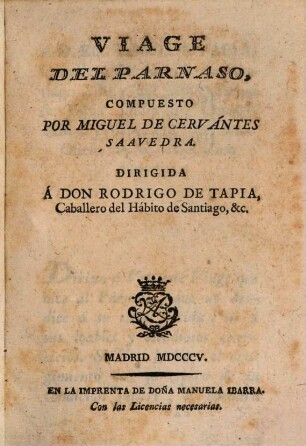 VIAGE
DEL PARNASO,
COMPUESTO
POR MIGUEL DE CERVÁNTES
SAAVEDRA.
DIRIGIDA
Á DON RODRIGO DE TAPIA,
Caballero del Hábito de Santiago, &c.
MADRID MDCCCV.
EN LA IMPRENTA DE DOÑA MANUELA IBARRA.
Con las Licencias necesarias.